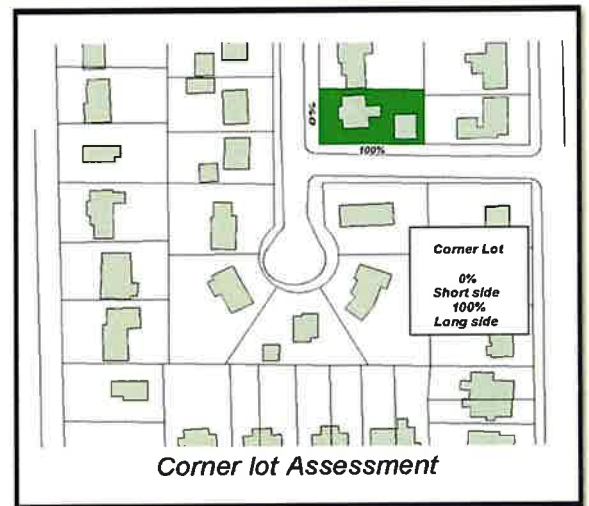 0%
100%
Corner Lot
0%
Short side
100%
Long side
Corner lot Assessment